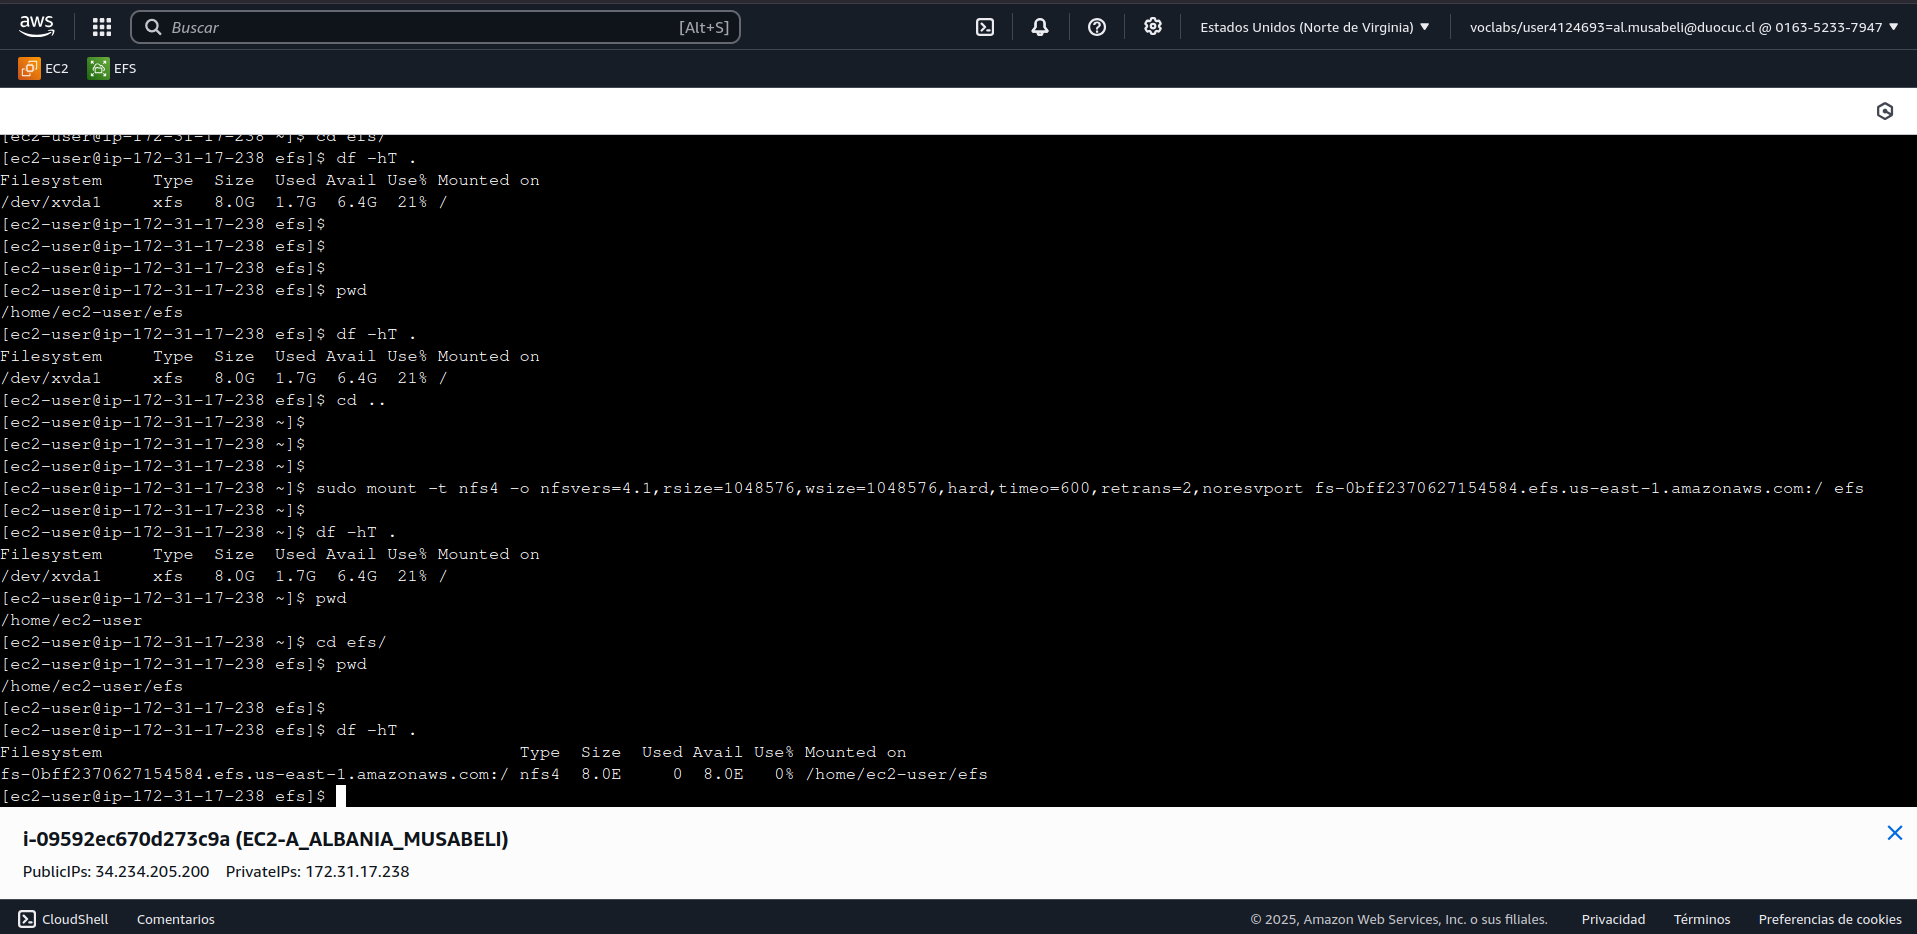 aws
Buscar [Alt+S] Estados Unidos (Norte de Virginia) voclabs/user4124693=al.musabeli@duocuc.cl @ 0163-5233-7947
EC2 EFS
[ec2-user@ip-172-31-17-238 ~]$ cd efs/
[ec2-user@ip-172-31-17-238 efs]$ df -hT .
Filesystem     Type  Size  Used Avail Use% Mounted on
/dev/xvda1     xfs   8.0G  1.7G  6.4G  21% /
[ec2-user@ip-172-31-17-238 efs]$
[ec2-user@ip-172-31-17-238 efs]$
[ec2-user@ip-172-31-17-238 efs]$
[ec2-user@ip-172-31-17-238 efs]$ pwd
/home/ec2-user/efs
[ec2-user@ip-172-31-17-238 efs]$ df -hT .
Filesystem     Type  Size  Used Avail Use% Mounted on
/dev/xvda1     xfs   8.0G  1.7G  6.4G  21% /
[ec2-user@ip-172-31-17-238 efs]$ cd ..
[ec2-user@ip-172-31-17-238 ~]$
[ec2-user@ip-172-31-17-238 ~]$
[ec2-user@ip-172-31-17-238 ~]$
[ec2-user@ip-172-31-17-238 ~]$ sudo mount -t nfs4 -o nfsvers=4.1,rsize=1048576,wsize=1048576,hard,timeo=600,retrans=2,noresvport fs-0bff2370627154584.efs.us-east-1.amazonaws.com:/ efs
[ec2-user@ip-172-31-17-238 ~]$
[ec2-user@ip-172-31-17-238 ~]$ df -hT .
Filesystem     Type  Size  Used Avail Use% Mounted on
/dev/xvda1     xfs   8.0G  1.7G  6.4G  21% /
[ec2-user@ip-172-31-17-238 ~]$ pwd
/home/ec2-user
[ec2-user@ip-172-31-17-238 ~]$ cd efs/
[ec2-user@ip-172-31-17-238 efs]$ pwd
/home/ec2-user/efs
[ec2-user@ip-172-31-17-238 efs]$
[ec2-user@ip-172-31-17-238 efs]$ df -hT .
Filesystem                                         Type  Size  Used Avail Use% Mounted on
fs-0bff2370627154584.efs.us-east-1.amazonaws.com:/ nfs4  8.0E     0  8.0E   0% /home/ec2-user/efs
[ec2-user@ip-172-31-17-238 efs]$
i-09592ec670d273c9a (EC2-A_ALBANIA_MUSABELI)
PublicIPs: 34.234.205.200 PrivateIPs: 172.31.17.238
CloudShell Comentarios © 2025, Amazon Web Services, Inc. o sus filiales. Privacidad Términos Preferencias de cookies